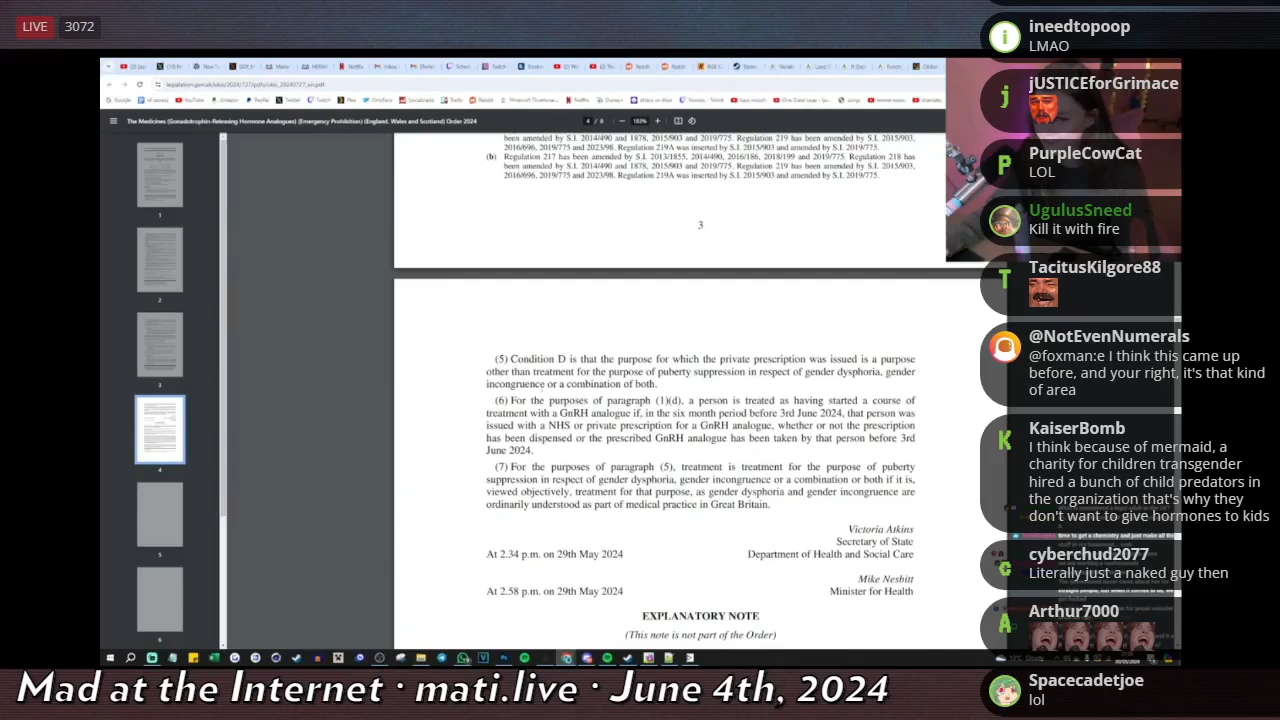 LIVE 3072
legislation.gov.uk/uksi/2024/727/pdfs/uksi_20240727_en.pdf
The Medicines (Gonadotrophin-Releasing Hormone Analogues) (Emergency Prohibition) (England, Wales and Scotland) Order 2024
4 / 8
103%
1
2
3
4
5
6
been amended by S.I. 2014/490 and 1878, 2015/903 and 2019/775. Regulation 219 has been amended by S.I. 2015/903,
2016/696, 2019/775 and 2023/98. Regulation 219A was inserted by S.I. 2015/903 and amended by S.I. 2019/775.
(b) Regulation 217 has been amended by S.I. 2013/1855, 2014/490, 2016/186, 2018/199 and 2019/775. Regulation 218 has
been amended by S.I. 2014/490 and 1878, 2015/903 and 2019/775. Regulation 219 has been amended by S.I. 2015/903,
2016/696, 2019/775 and 2023/98. Regulation 219A was inserted by S.I. 2015/903 and amended by S.I. 2019/775.
3
(5) Condition D is that the purpose for which the private prescription was issued is a purpose
other than treatment for the purpose of puberty suppression in respect of gender dysphoria, gender
incongruence or a combination of both.
(6) For the purposes of paragraph (1)(d), a person is treated as having started a course of
treatment with a GnRH analogue if, in the six month period before 3rd June 2024, that person was
issued with a NHS or private prescription for a GnRH analogue, whether or not the prescription
has been dispensed or the prescribed GnRH analogue has been taken by that person before 3rd
June 2024.
(7) For the purposes of paragraph (5), treatment is treatment for the purpose of puberty
suppression in respect of gender dysphoria, gender incongruence or a combination or both if it is,
viewed objectively, treatment for that purpose, as gender dysphoria and gender incongruence are
ordinarily understood as part of medical practice in Great Britain.
Victoria Atkins
Secretary of State
At 2.34 p.m. on 29th May 2024 Department of Health and Social Care
Mike Nesbitt
At 2.58 p.m. on 29th May 2024 Minister for Health
EXPLANATORY NOTE
(This note is not part of the Order)
i ineedtopoop
LMAO
j jUSTICEforGrimace
P PurpleCowCat
LOL
UgulusSneed
Kill it with fire
T TacitusKilgore88
@NotEvenNumerals
@foxman:e I think this came up
before, and your right, it's that kind
of area
K KaiserBomb
I think because of mermaid, a
charity for children transgender
hired a bunch of child predators in
the organization that's why they
don't want to give hormones to kids
c cyberchud2077
Literally just a naked guy then
A Arthur7000
Spacecadetjoe
lol
Mad at the Internet · mati.live · June 4th, 2024